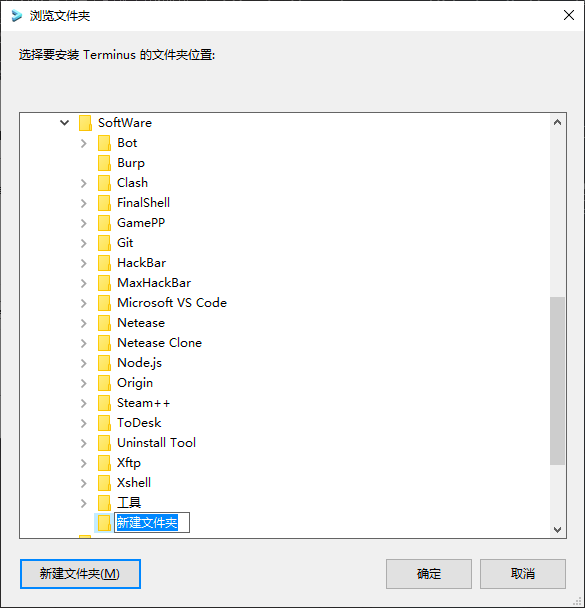 浏览文件夹
选择要安装 Terminus 的文件夹位置:
SoftWare
Bot
Burp
Clash
FinalShell
GamePP
Git
HackBar
MaxHackBar
Microsoft VS Code
Netease
Netease Clone
Node.js
Origin
Steam++
ToDesk
Uninstall Tool
Xftp
Xshell
工具
新建文件夹
新建文件夹(M) 确定 取消